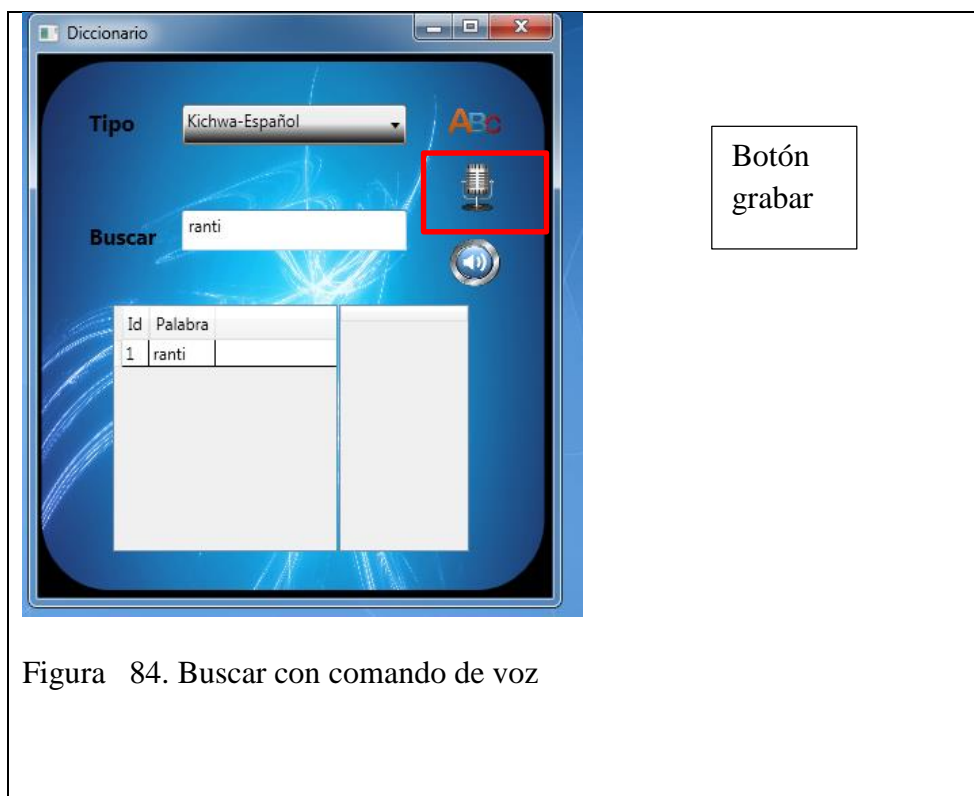 Diccionario
Tipo
Kichwa-Español
ABC
Buscar
ranti
Id Palabra
1 ranti
Botón
grabar
Figura 84. Buscar con comando de voz